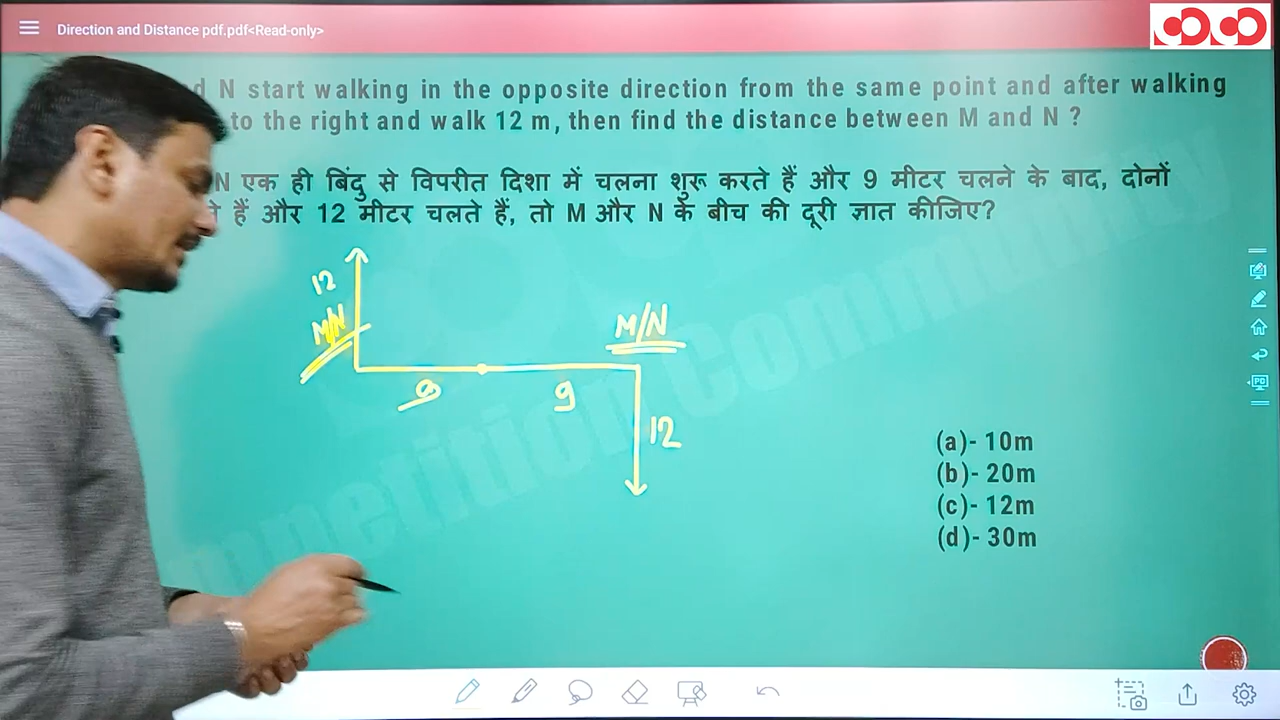 Direction and Distance pdf.pdf<Read-only>
N start walking in the opposite direction from the same point and after walking
to the right and walk 12 m, then find the distance between M and N ?
N एक ही बिंदु से विपरीत दिशा में चलना शुरू करते हैं और 9 मीटर चलने के बाद, दोनों
हैं और 12 मीटर चलते हैं, तो M और N के बीच की दूरी ज्ञात कीजिए?
12
M/N
M/N
9
9
12
(a)- 10m
(b)- 20m
(c)- 12m
(d)- 30m
Community